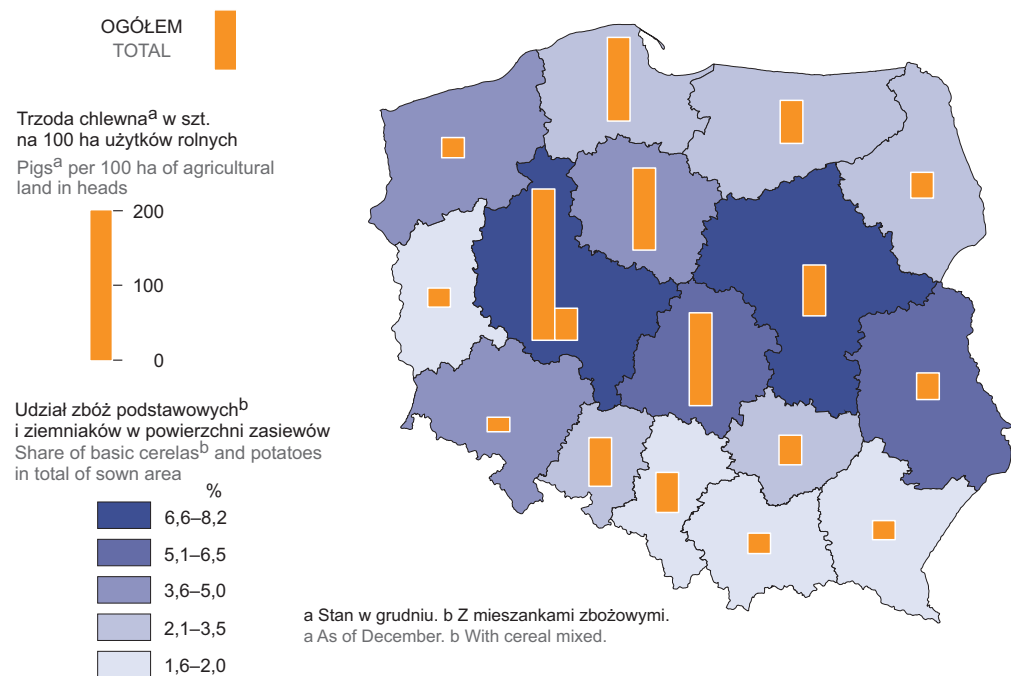 OGÓŁEM
TOTAL
Trzoda chlewnaa w szt.
na 100 ha użytków rolnych
Pigsa per 100 ha of agricultural
land in heads
200
100
0
Udział zbóż podstawowychb
i ziemniaków w powierzchni zasiewów
Share of basic cerelasb and potatoes
in total of sown area
%
6,6–8,2
5,1–6,5
3,6–5,0
2,1–3,5
1,6–2,0
a Stan w grudniu. b Z mieszankami zbożowymi.
a As of December. b With cereal mixed.